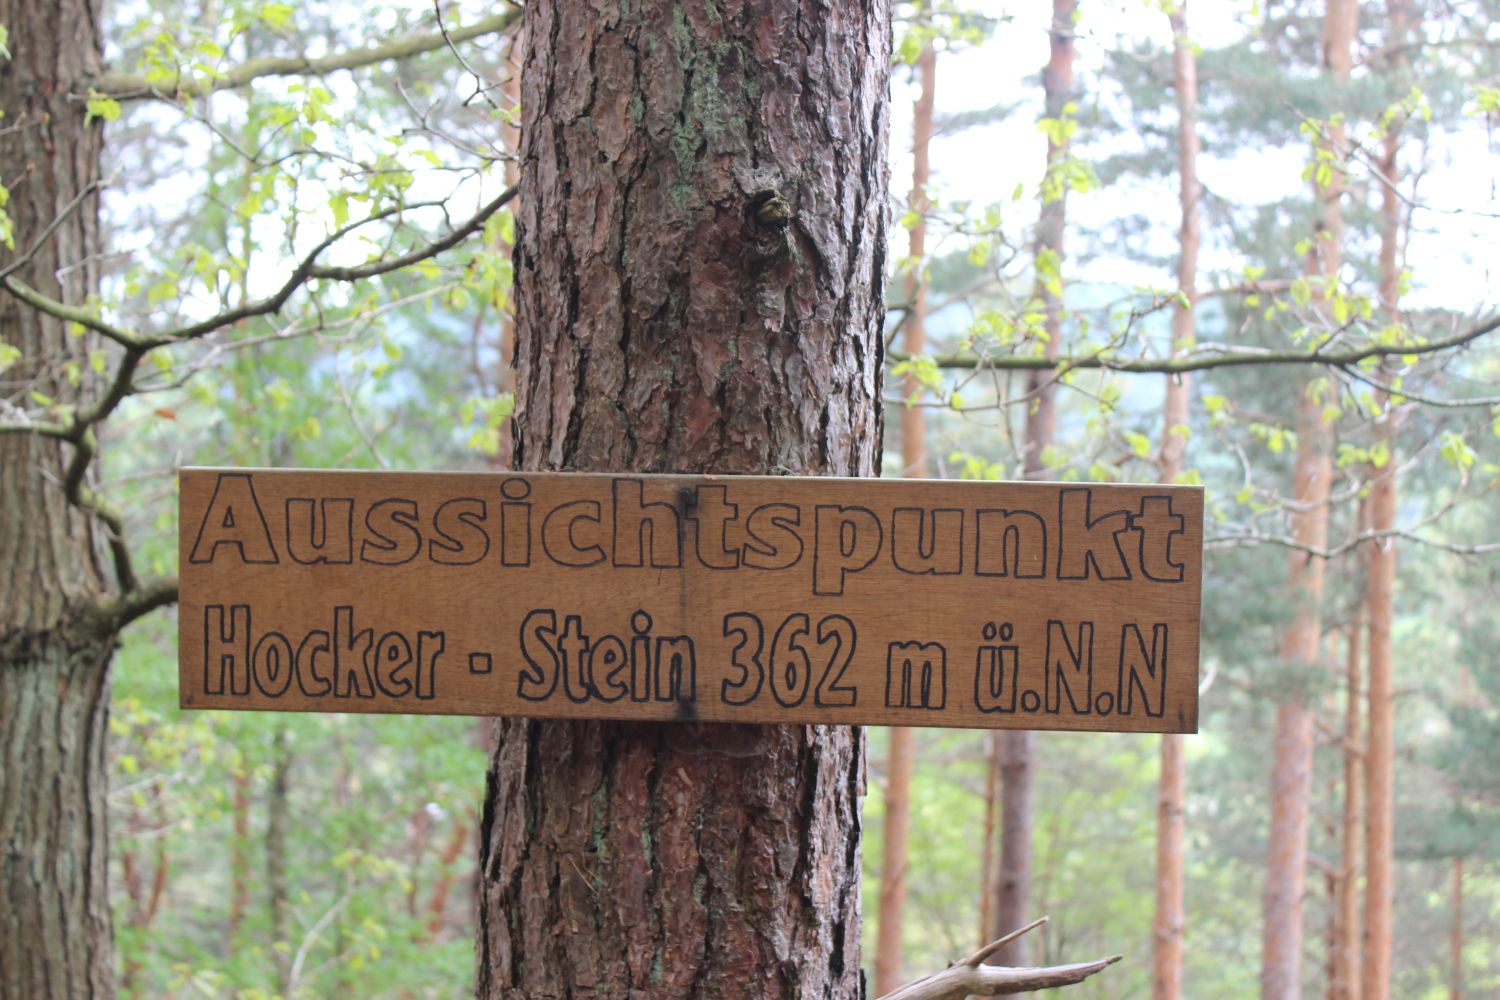 Aussichtspunkt
Hocker - Stein 362 m ü.N.N